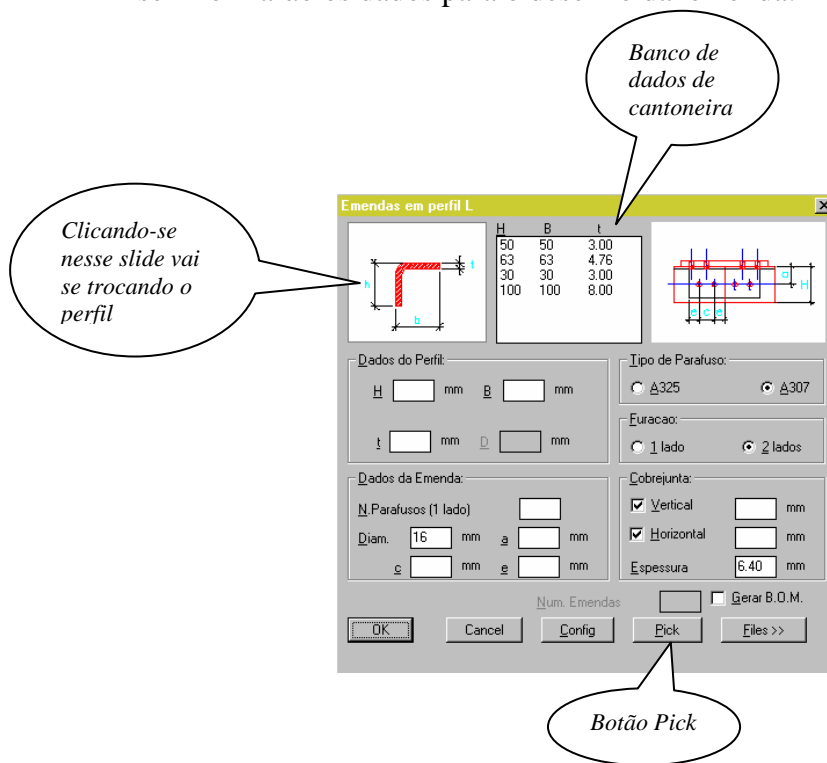 Banco de
dados de
cantoneira
Clicando-se
nesse slide vai
se trocando o
perfil
Emendas em perfil L
H B t
50 50 3.00
63 63 4.76
30 30 3.00
100 100 8.00
h t
b
a H
e c e
Dados do Perfil:
H mm B mm
t mm D mm
Tipo de Parafuso:
A325 A307
Furacao:
1 lado 2 lados
Dados da Emenda:
N.Parafusos (1 lado)
Diam. 16 mm a mm
c mm e mm
Cobrejunta:
Vertical mm
Horizontal mm
Espessura 6.40 mm
Num. Emendas Gerar B.O.M.
OK Cancel Config Pick Files >>
Botão Pick